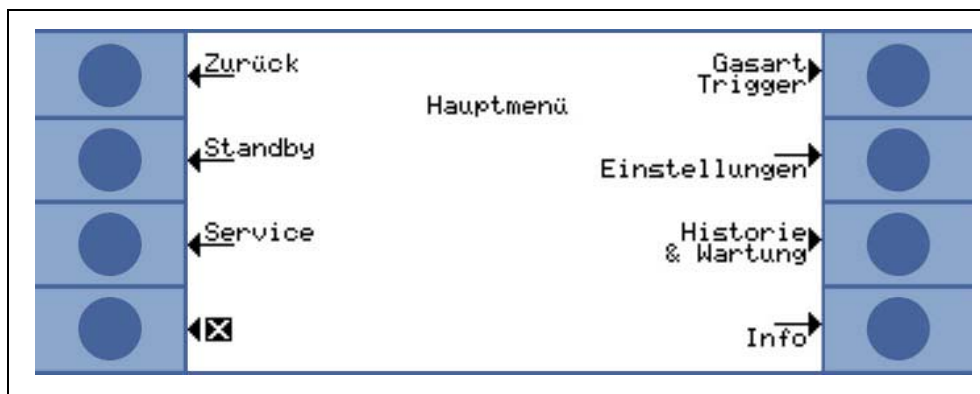 Zurück
Gasart
Trigger
Hauptmenü
Standby
Einstellungen
Service
Historie
& Wartung
Info